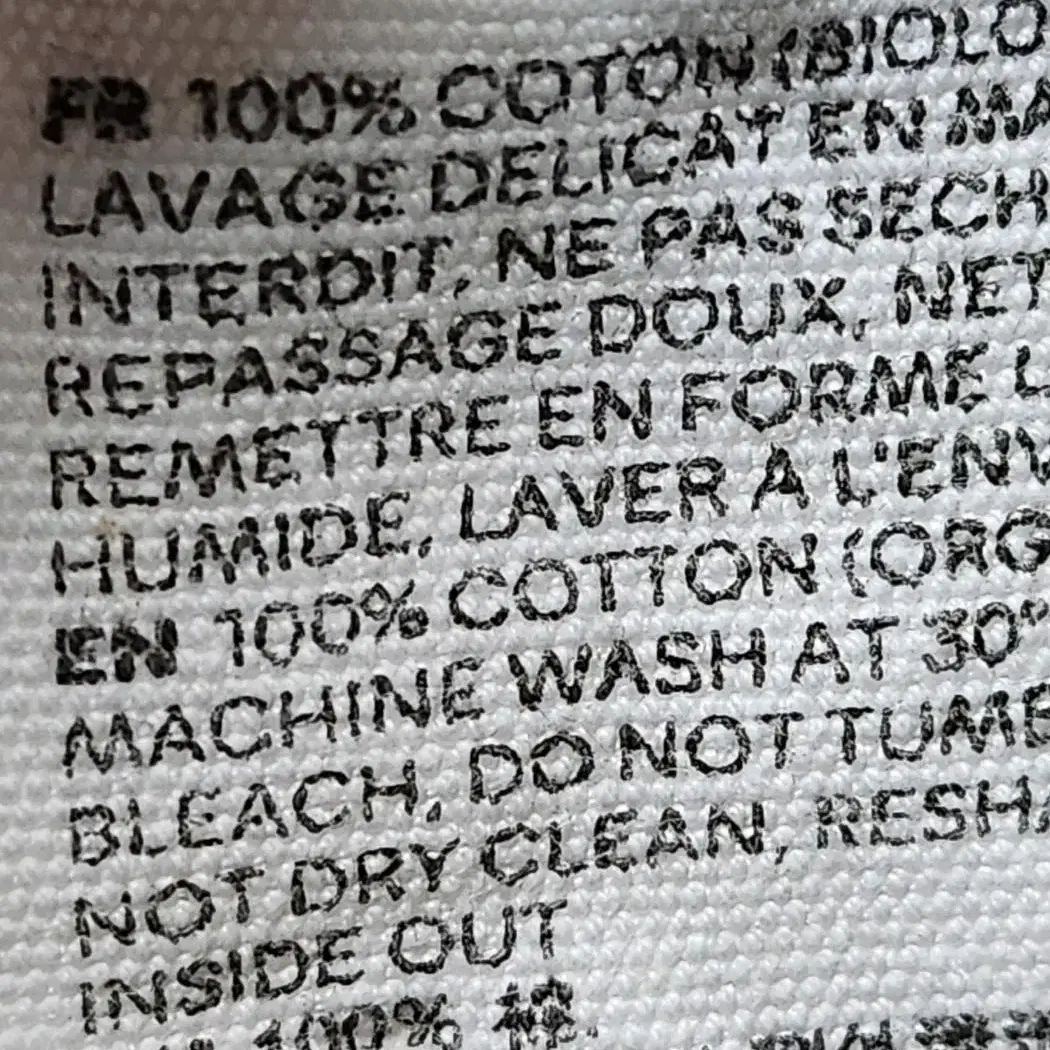 FR 100% COTON (BIOLO
LAVAGE DELICAT EN MA
INTERDIT, NE PAS SECH
REPASSAGE DOUX, NET
REMETTRE EN FORME L
HUMIDE, LAVER A L'ENV
EN 100% COTTON (ORG
MACHINE WASH AT 30°
BLEACH, DO NOT TUMB
NOT DRY CLEAN, RESHA
INSIDE OUT
100%